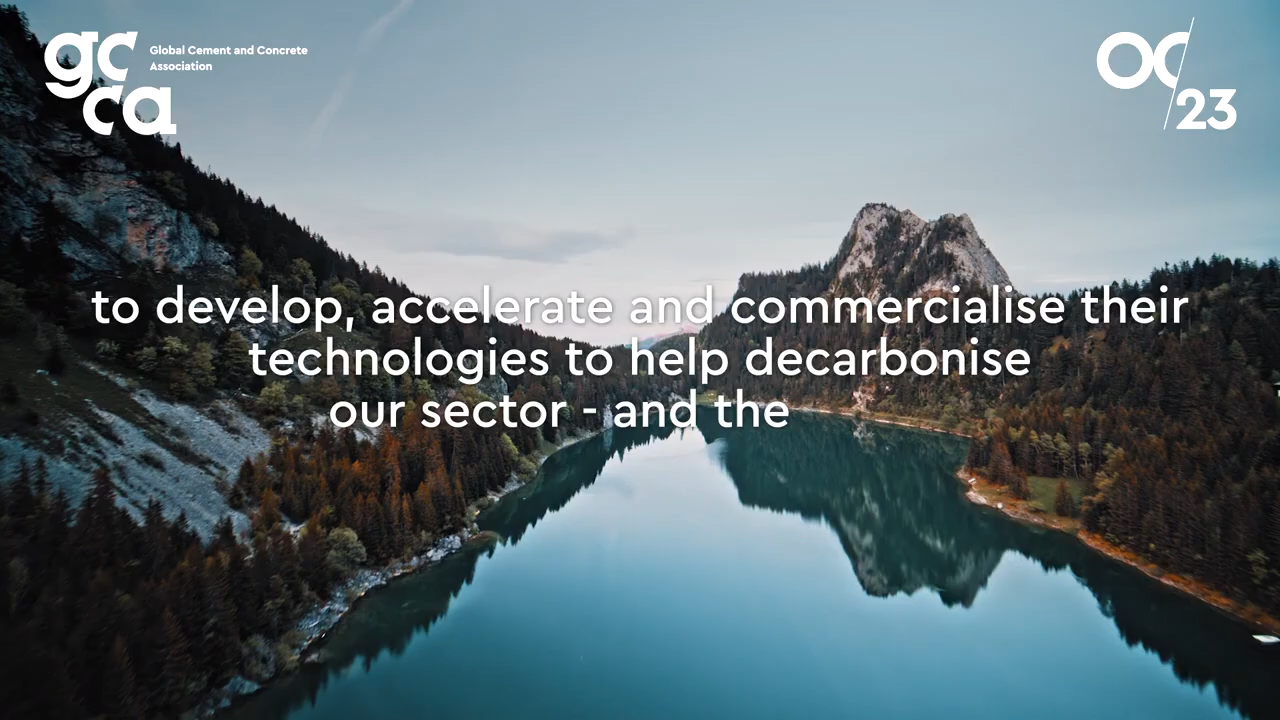 gc
ca
Global Cement and Concrete
Association
OC
/23
to develop, accelerate and commercialise their
technologies to help decarbonise
our sector - and the